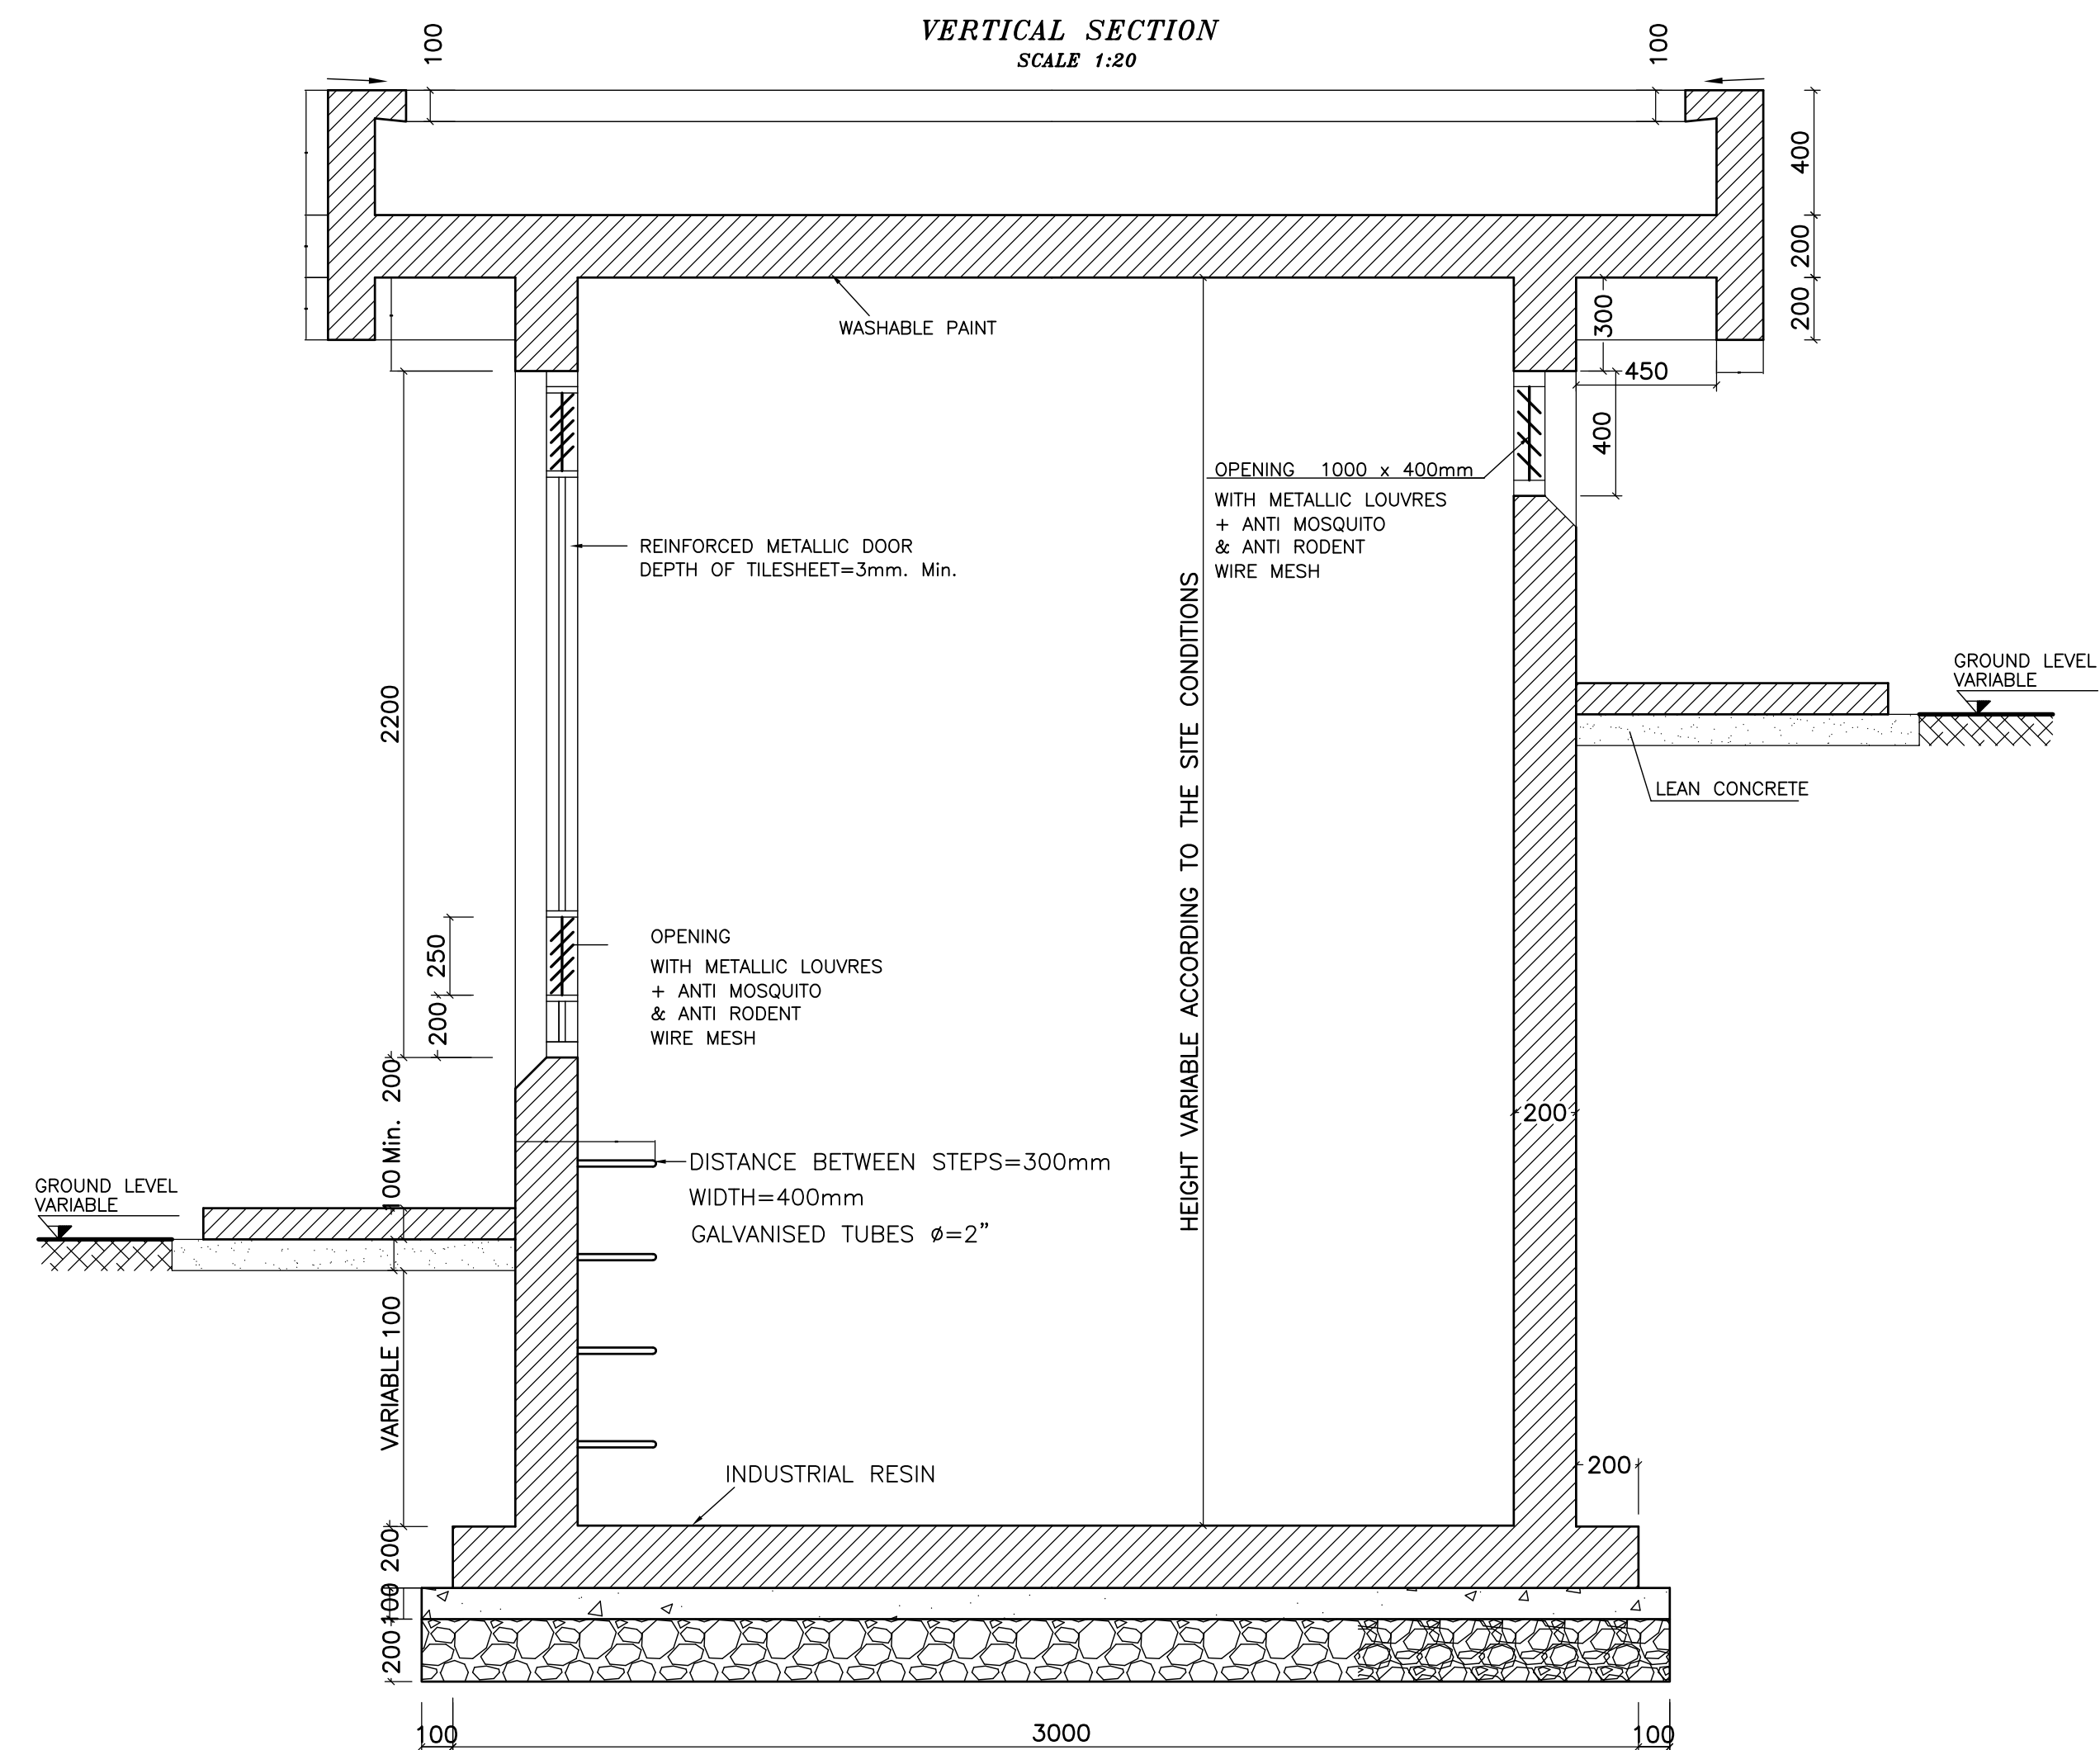 VERTICAL SECTION
SCALE 1:20
100
100
400
200
200
300
450
400
WASHABLE PAINT
OPENING 1000 x 400mm
WITH METALLIC LOUVRES
+ ANTI MOSQUITO
& ANTI RODENT
WIRE MESH
REINFORCED METALLIC DOOR
DEPTH OF TILESHEET=3mm. Min.
HEIGHT VARIABLE ACCORDING TO THE SITE CONDITIONS
GROUND LEVEL
VARIABLE
LEAN CONCRETE
2200
250
200
OPENING
WITH METALLIC LOUVRES
+ ANTI MOSQUITO
& ANTI RODENT
WIRE MESH
200
100 Min.
200
DISTANCE BETWEEN STEPS=300mm
WIDTH=400mm
GALVANISED TUBES ø=2”
GROUND LEVEL
VARIABLE
100
VARIABLE
INDUSTRIAL RESIN
200
200
100
200
100
3000
100